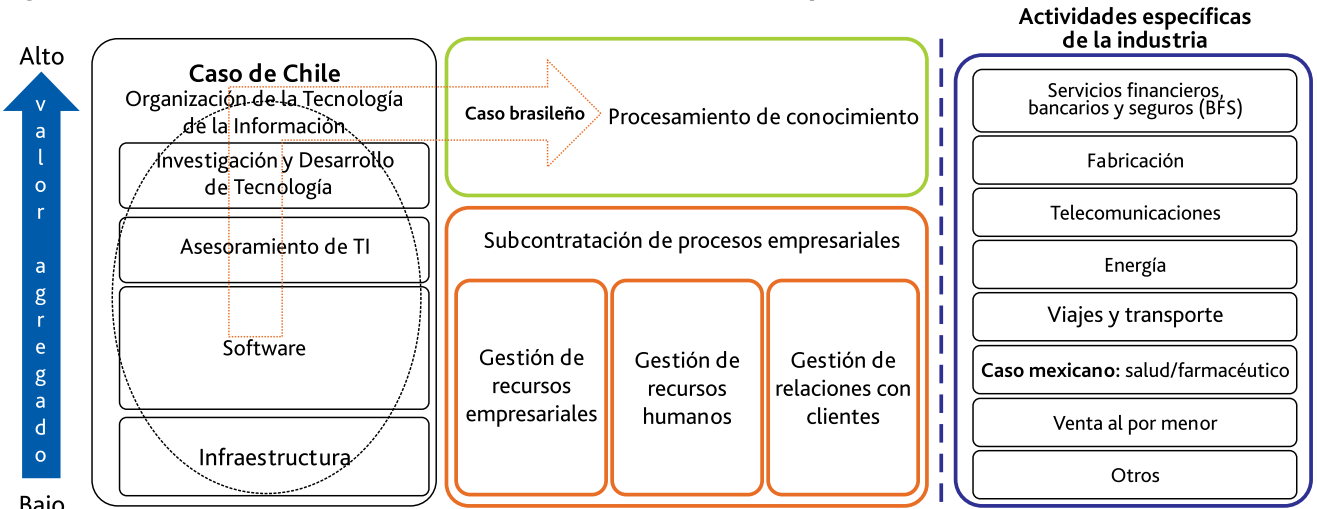 Actividades específicas
de la industria
Alto
valor agregado
Bajo
Caso de Chile
Organización de la Tecnología
de la Información
Investigación y Desarrollo
de Tecnología
Asesoramiento de TI
Software
Infraestructura
Caso brasileño
Procesamiento de conocimiento
Subcontratación de procesos empresariales
Gestión de
recursos
empresariales
Gestión de
recursos
humanos
Gestión de
relaciones con
clientes
Servicios financieros,
bancarios y seguros (BFS)
Fabricación
Telecomunicaciones
Energía
Viajes y transporte
Caso mexicano: salud/farmacéutico
Venta al por menor
Otros